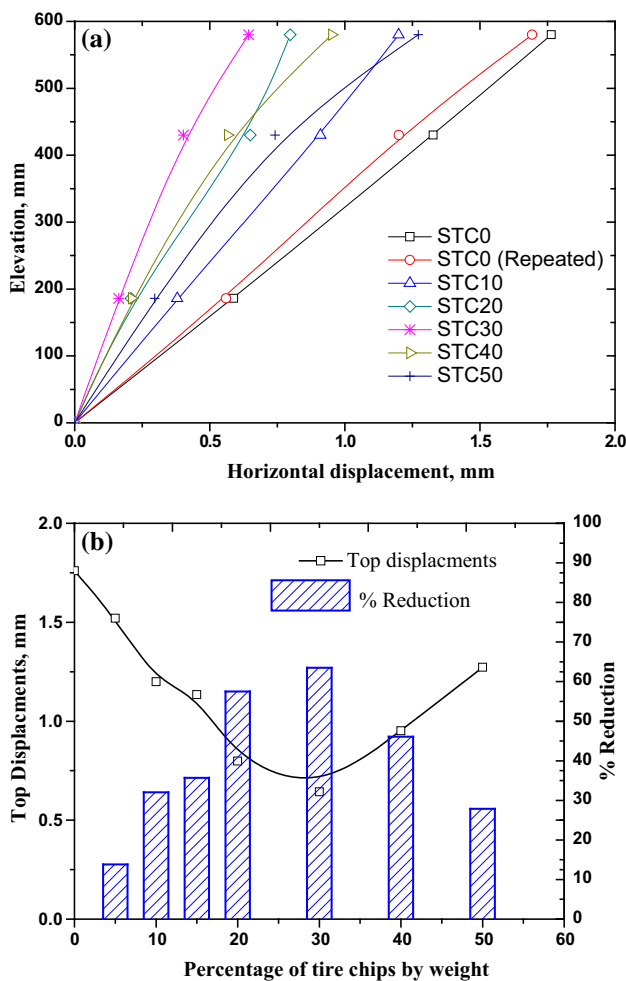 (a)
600
500
400
300
200
100
0
Elevation, mm
STC0
STC0 (Repeated)
STC10
STC20
STC30
STC40
STC50
0.0
0.5
1.0
1.5
2.0
Horizontal displacement, mm
(b)
2.0
1.5
1.0
0.5
0.0
Top Displacments, mm
Top displacments
% Reduction
100
90
80
70
60
50
40
30
20
10
0
% Reduction
0
10
20
30
40
50
60
Percentage of tire chips by weight